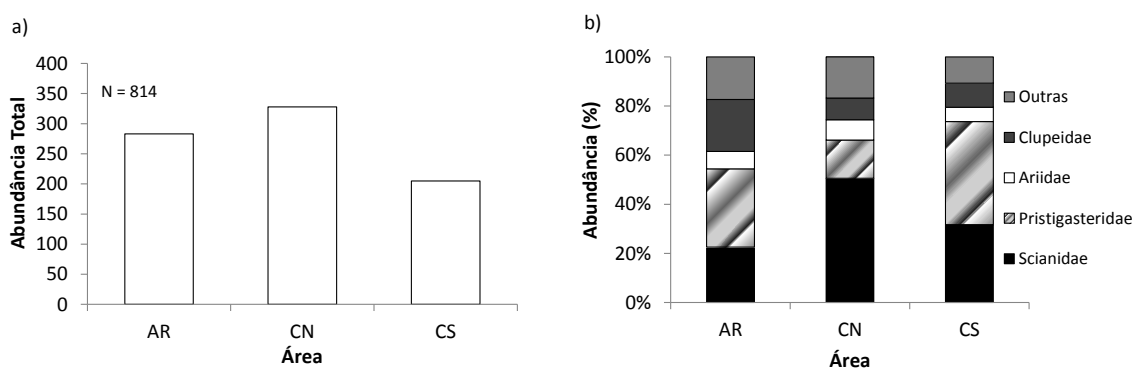 a)
Abundância Total
400
350
300
250
200
150
100
50
0
N = 814
AR CN CS
Área
b)
Abundância (%)
100%
80%
60%
40%
20%
0%
AR CN CS
Área
Outras
Clupeidae
Ariidae
Pristigasteridae
Scianidae